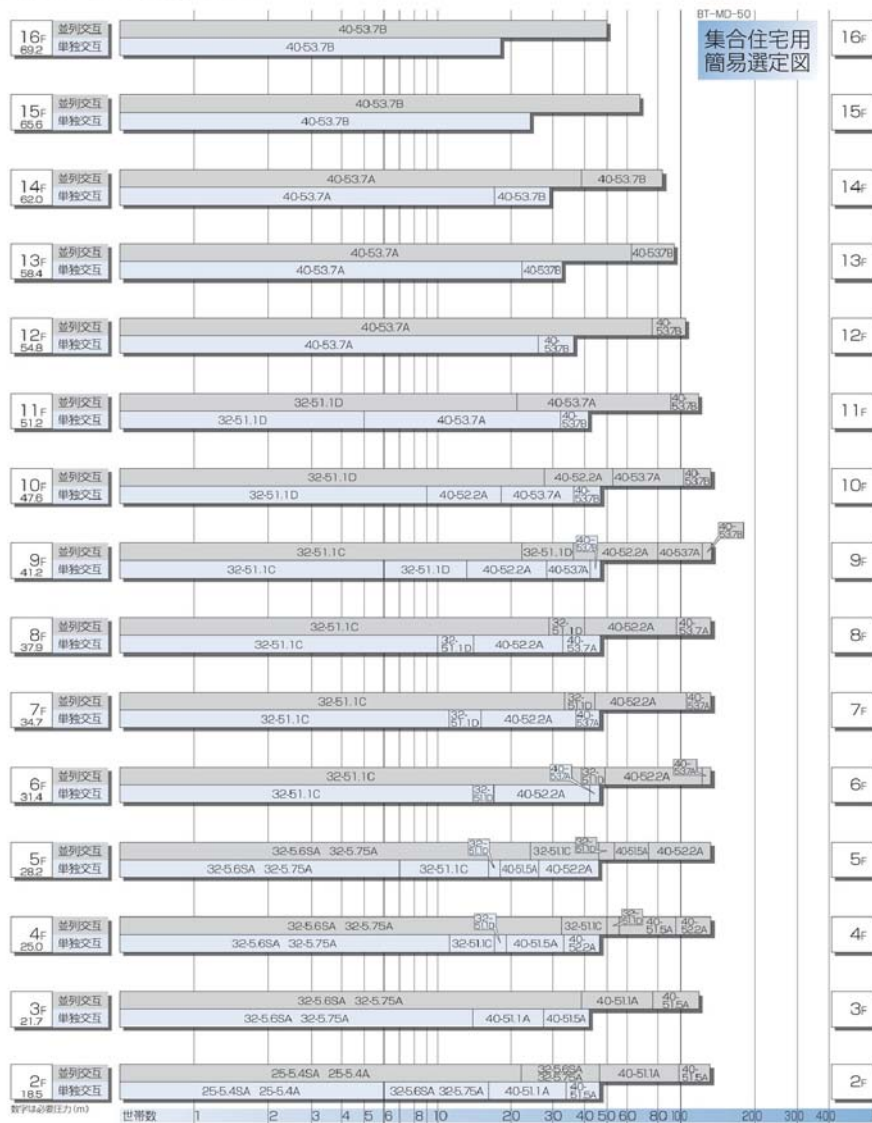 BT-MD-50
集合住宅用
簡易選定図
16F 並列交互 40-53.7B 16F
69.2 単独交互 40-53.7B
15F 並列交互 40-53.7B 15F
65.6 単独交互 40-53.7B
14F 並列交互 40-53.7A 40-53.7B 14F
62.0 単独交互 40-53.7A 40-53.7B
13F 並列交互 40-53.7A 40-53.7B 13F
58.4 単独交互 40-53.7A 40-53.7B
12F 並列交互 40-53.7A 40-53.7B 12F
54.8 単独交互 40-53.7A 40-53.7B
11F 並列交互 32-51.1D 40-53.7A 40-53.7B 11F
51.2 単独交互 32-51.1D 40-53.7A 40-53.7B
10F 並列交互 32-51.1D 40-52.2A 40-53.7A 40-53.7B 10F
47.6 単独交互 32-51.1D 40-52.2A 40-53.7A 40-53.7B
40-53.7B 40-53.7B
9F 並列交互 32-51.1C 32-51.1D 40-52.2A 40-53.7A 9F
41.2 単独交互 32-51.1C 32-51.1D 40-52.2A 40-53.7A
8F 並列交互 32-51.1C 32-51.1D 40-52.2A 40-53.7A 8F
37.9 単独交互 32-51.1C 32-51.1D 40-52.2A 40-53.7A
7F 並列交互 32-51.1C 32-51.1D 40-52.2A 40-53.7A 7F
34.7 単独交互 32-51.1C 32-51.1D 40-52.2A 40-53.7A
40-53.7A 40-53.7A
6F 並列交互 32-51.1C 32-51.1D 40-52.2A 6F
31.4 単独交互 32-51.1C 32-51.1D 40-52.2A
32-51.1D 32-51.1D
5F 並列交互 32-5.6SA 32-5.75A 32-51.1C 40-51.5A 40-52.2A 5F
28.2 単独交互 32-5.6SA 32-5.75A 32-51.1C 40-51.5A 40-52.2A
32-51.1D 32-51.1D
4F 並列交互 32-5.6SA 32-5.75A 32-51.1C 40-51.5A 40-52.2A 4F
25.0 単独交互 32-5.6SA 32-5.75A 32-51.1C 40-51.5A 40-52.2A
3F 並列交互 32-5.6SA 32-5.75A 40-51.1A 40-51.5A 3F
21.7 単独交互 32-5.6SA 32-5.75A 40-51.1A 40-51.5A
2F 並列交互 25-5.4SA 25-5.4A 32-5.6SA 32-5.75A 40-51.1A 40-51.5A 2F
18.5 単独交互 25-5.4SA 25-5.4A 32-5.6SA 32-5.75A 40-51.1A 40-51.5A
数字は必要圧力(m) 世帯数 1 2 3 4 5 6 8 10 20 30 40 50 60 80 100 200 300 400